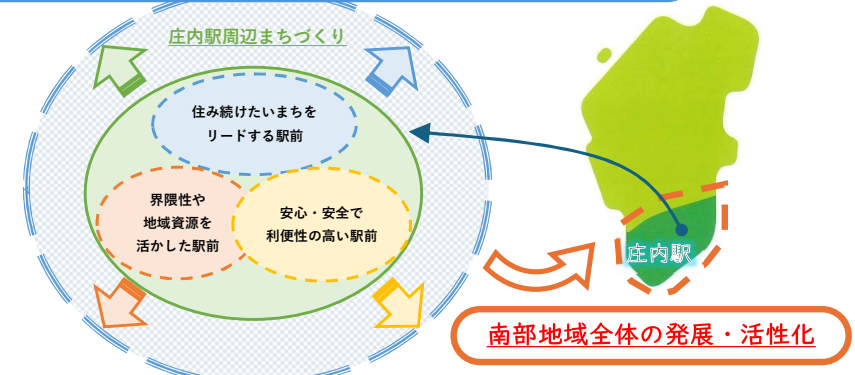 庄内駅周辺まちづくり
住み続けたいまちを
リードする駅前
界隈性や
地域資源を
活かした駅前
安心・安全で
利便性の高い駅前
庄内駅
南部地域全体の発展・活性化